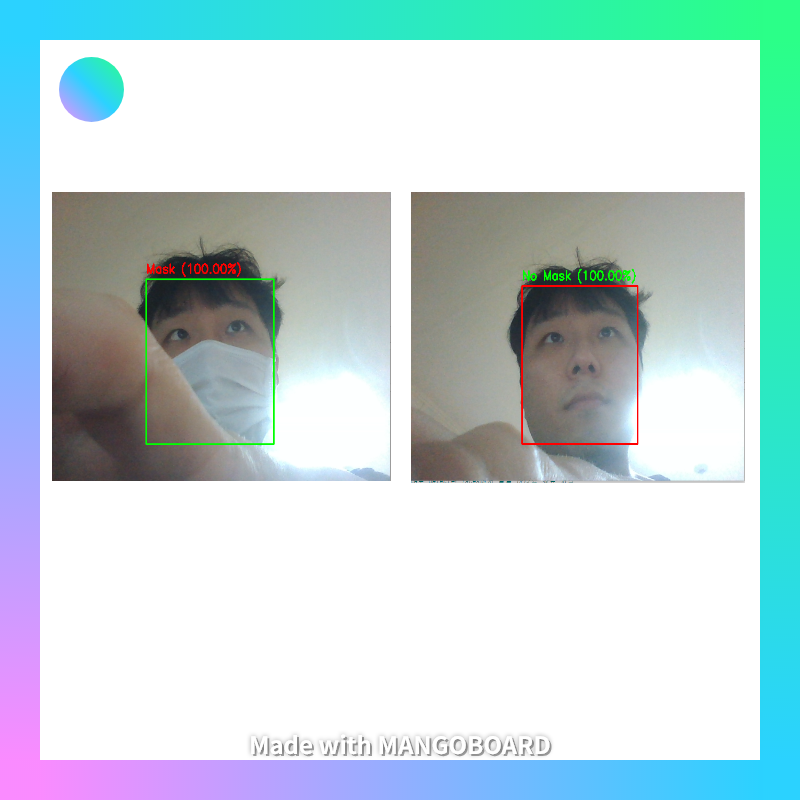 Mask (100.00%)
No Mask (100.00%)
Made with MANGOBOARD